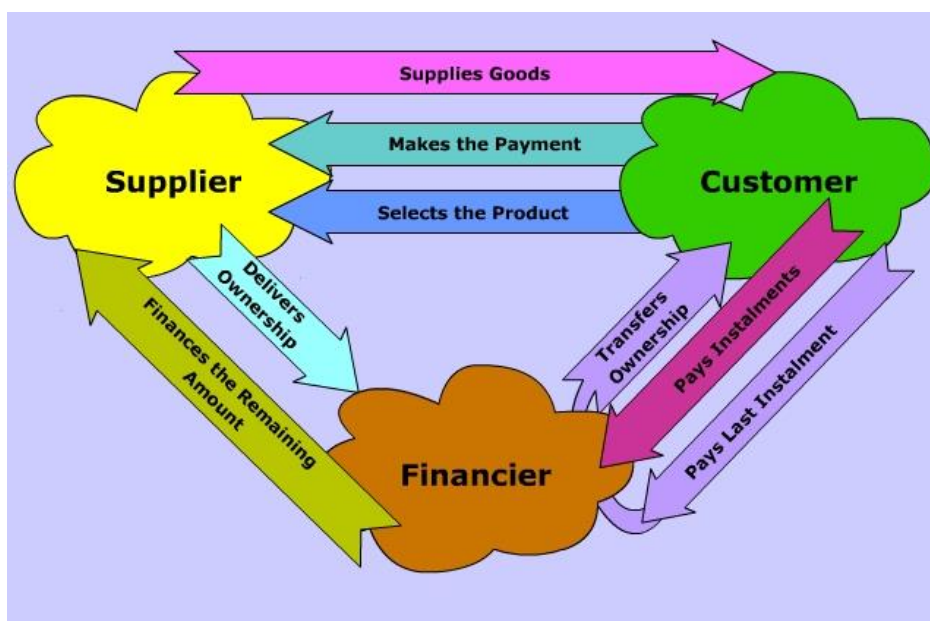 Supplies Goods
Makes the Payment
Supplier
Customer
Selects the Product
Delivers
Ownership
Transfers
Ownership
Pays Instalments
Finances the Remaining
Amount
Pays Last Instalment
Financier